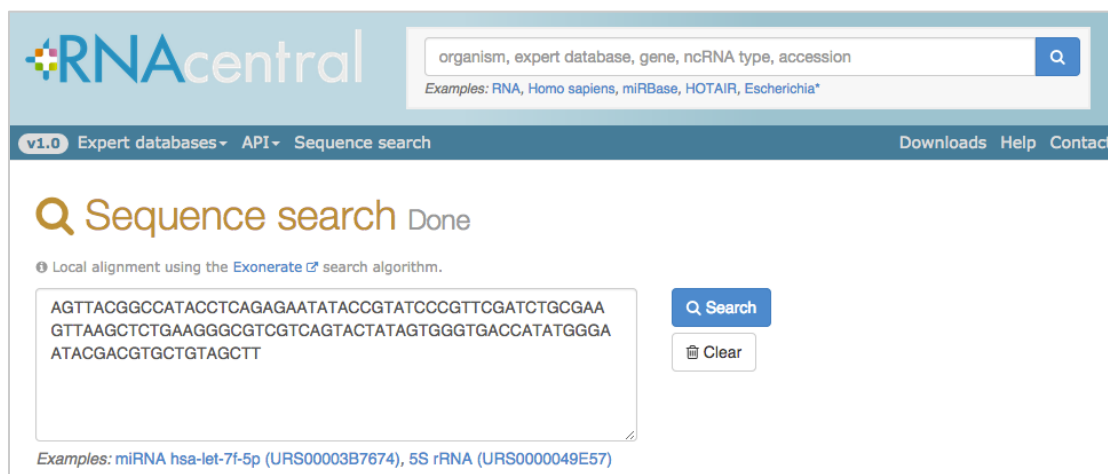 RNAcentral
organism, expert database, gene, ncRNA type, accession
Examples: RNA, Homo sapiens, miRBase, HOTAIR, Escherichia*
v1.0 Expert databases API Sequence search Downloads Help Contact
Sequence search Done
Local alignment using the Exonerate search algorithm.
AGTTACGGCCATACCTCAGAGAATATACCGTATCCCGTTCGATCTGCGAA
GTTAAGCTCTGAAGGGCGTCGTCAGTACTATAGTGGGTGACCATATGGGA
ATACGACGTGCTGTAGCTT
Search
Clear
Examples: miRNA hsa-let-7f-5p (URS00003B7674), 5S rRNA (URS0000049E57)